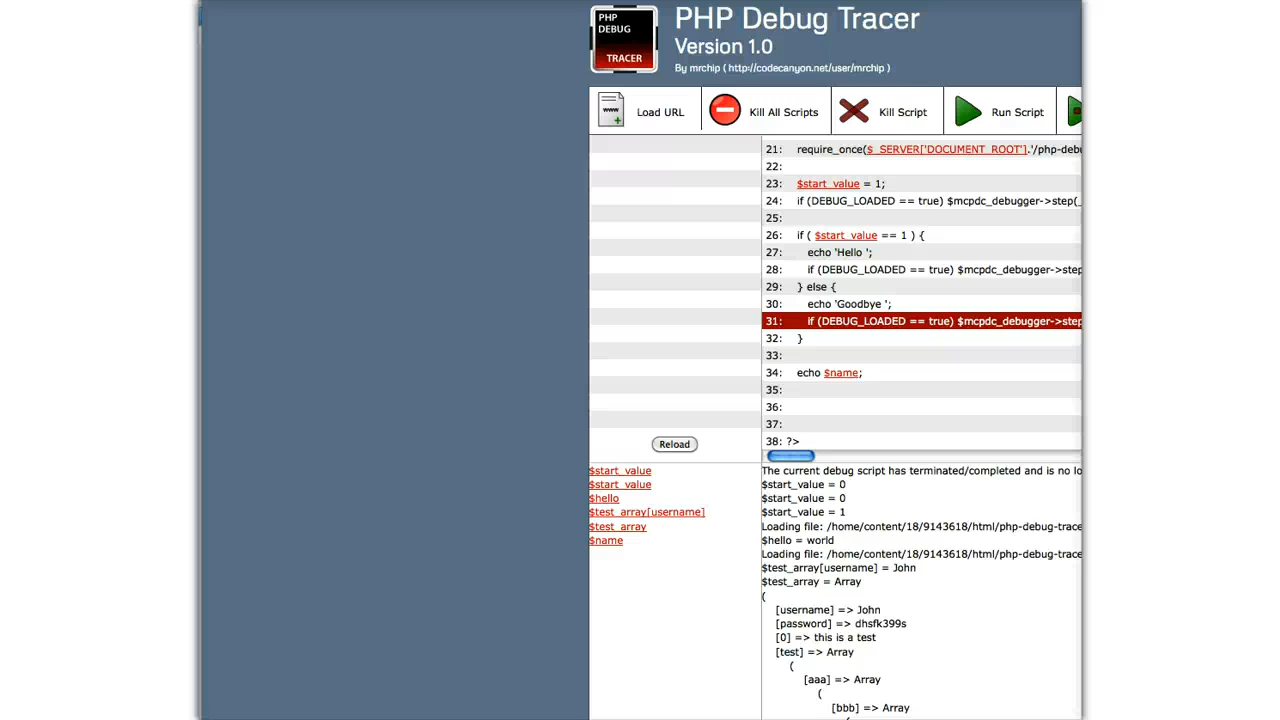 PHP
DEBUG
TRACER
PHP Debug Tracer
Version 1.0
By mrchip ( http://codecanyon.net/user/mrchip )
Load URL
Kill All Scripts
Kill Script
Run Script
21: require_once($_SERVER['DOCUMENT_ROOT'].'/php-debu
22:
23: $start_value = 1;
24: if (DEBUG_LOADED == true) $mcpdc_debugger->step(_
25:
26: if ( $start_value == 1 ) {
27: echo 'Hello ';
28: if (DEBUG_LOADED == true) $mcpdc_debugger->step
29: } else {
30: echo 'Goodbye ';
31: if (DEBUG_LOADED == true) $mcpdc_debugger->step
32: }
33:
34: echo $name;
35:
36:
37:
38: ?>
Reload
$start_value
$start_value
$hello
$test_array[username]
$test_array
$name
The current debug script has terminated/completed and is no lo
$start_value = 0
$start_value = 0
$start_value = 1
Loading file: /home/content/18/9143618/html/php-debug-trace
$hello = world
Loading file: /home/content/18/9143618/html/php-debug-trace
$test_array[username] = John
$test_array = Array
(
[username] => John
[password] => dhsfk399s
[0] => this is a test
[test] => Array
(
[aaa] => Array
(
[bbb] => Array